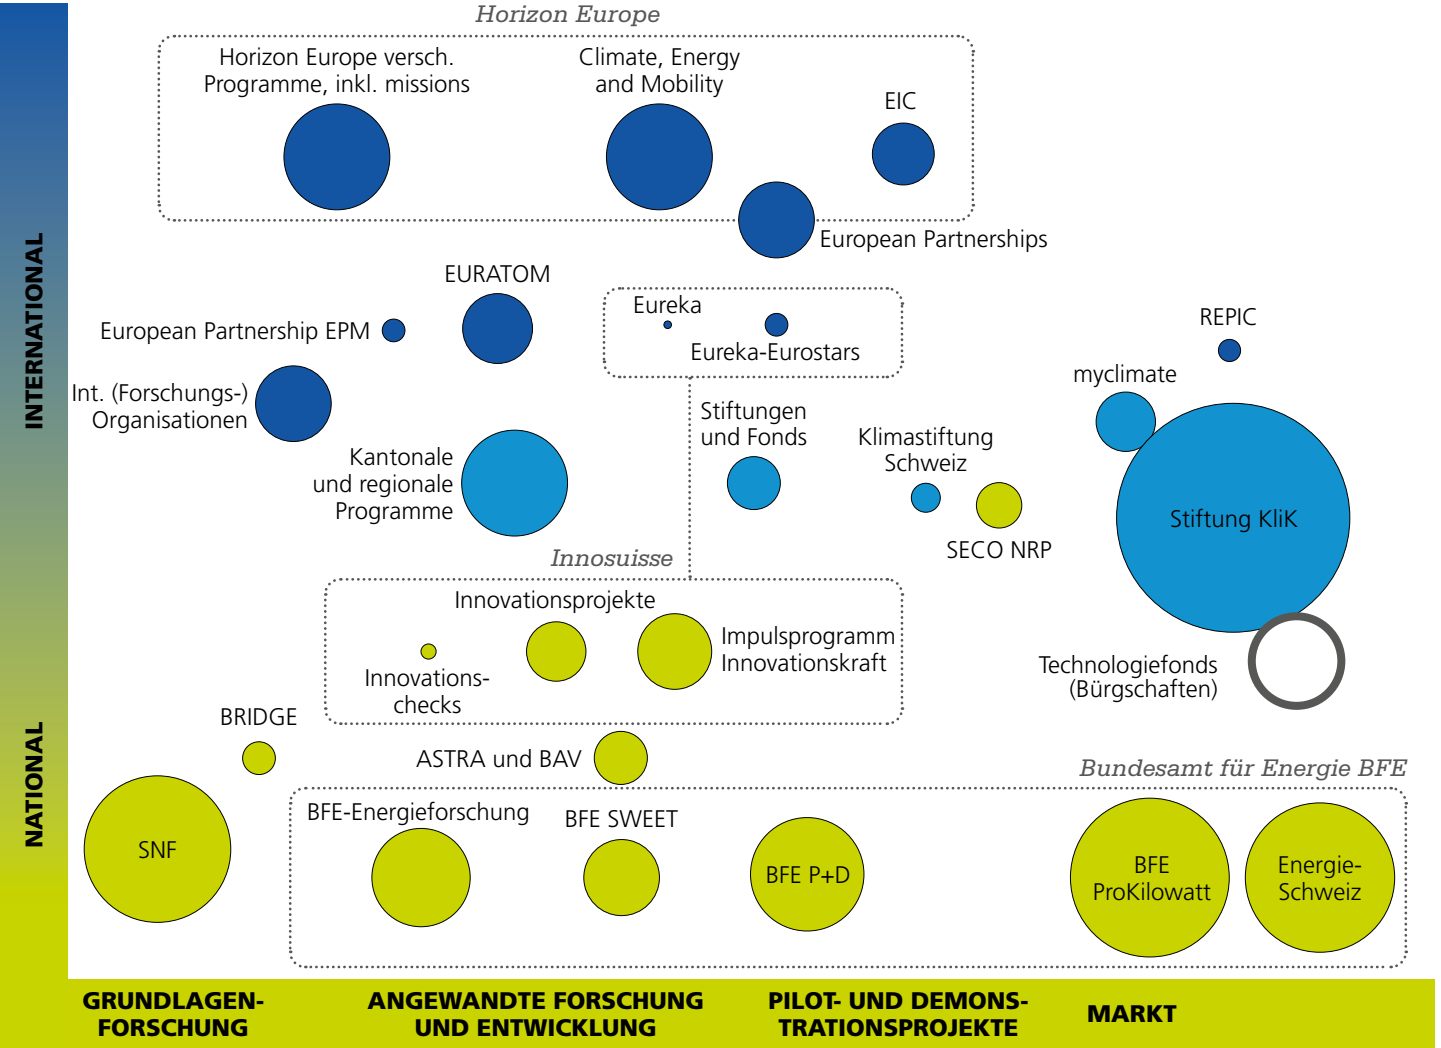 Horizon Europe
Horizon Europe versch.
Programme, inkl. missions
Climate, Energy
and Mobility
EIC
European Partnerships
EURATOM
European Partnership EPM
Eureka
Eureka-Eurostars
REPIC
myclimate
Int. (Forschungs-)
Organisationen
Stiftungen
und Fonds
Klimastiftung
Schweiz
Kantonale
und regionale
Programme
SECO NRP
Stiftung KliK
Innosuisse
Innovationsprojekte
Impulsprogramm
Innovationskraft
Innovations-
checks
Technologiefonds
(Bürgschaften)
BRIDGE
ASTRA und BAV
Bundesamt für Energie BFE
BFE-Energieforschung
BFE SWEET
SNF
BFE P+D
BFE
ProKilowatt
Energie-
Schweiz
INTERNATIONAL
NATIONAL
GRUNDLAGEN-
FORSCHUNG
ANGEWANDTE FORSCHUNG
UND ENTWICKLUNG
PILOT- UND DEMONS-
TRATIONSPROJEKTE
MARKT